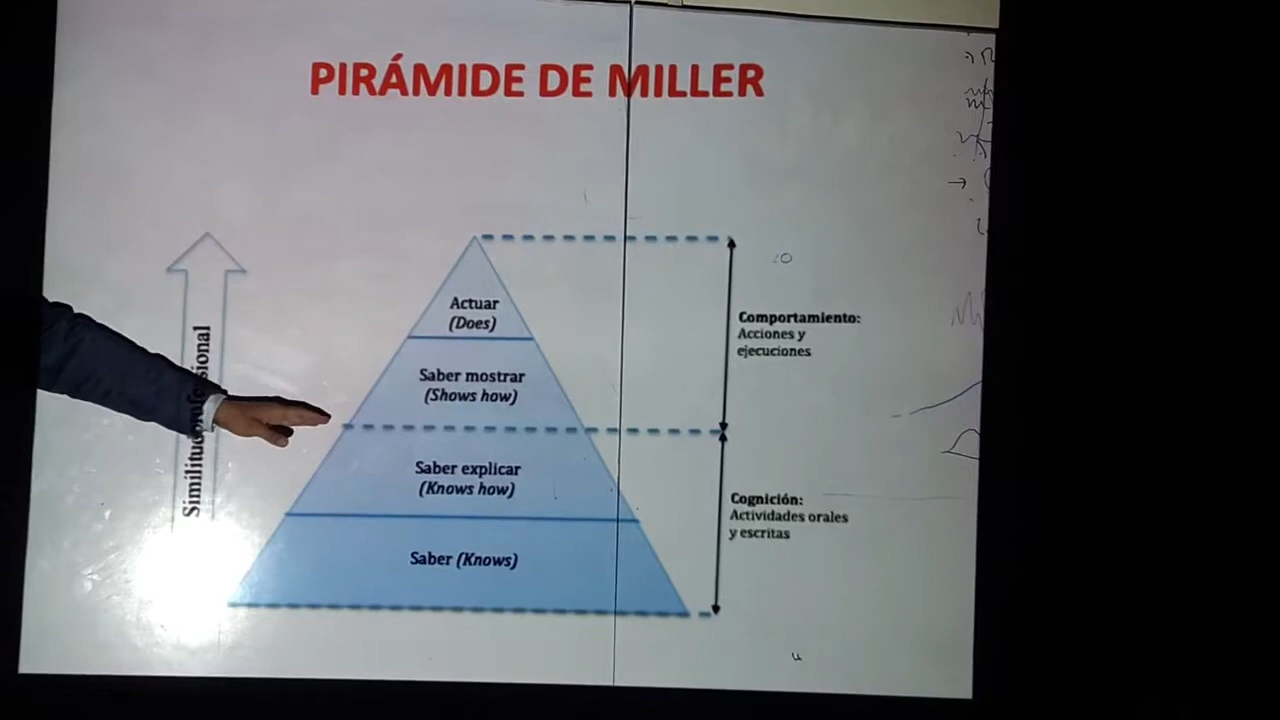 PIRÁMIDE DE MILLER
Actuar
(Does)
Saber mostrar
(Shows how)
Saber explicar
(Knows how)
Saber (Knows)
Comportamiento:
Acciones y
ejecuciones
Cognición:
Actividades orales
y escritas